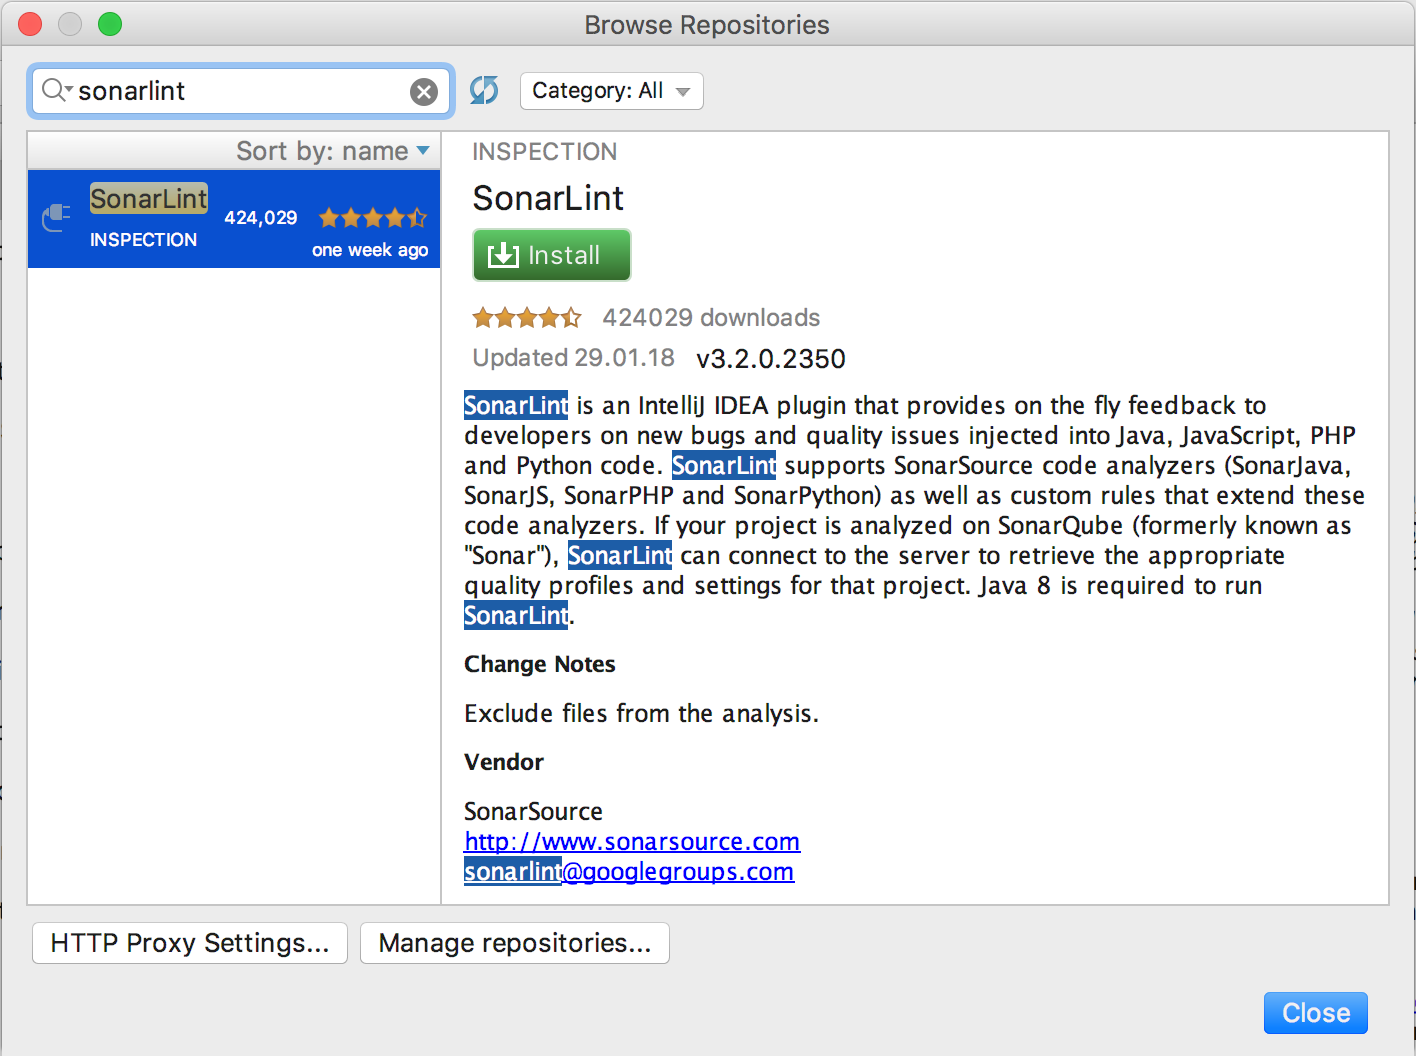 Browse Repositories
sonarlint
Category: All
Sort by: name
SonarLint
424,029
INSPECTION
one week ago
INSPECTION
SonarLint
Install
424029 downloads
Updated 29.01.18 v3.2.0.2350
SonarLint is an IntelliJ IDEA plugin that provides on the fly feedback to
developers on new bugs and quality issues injected into Java, JavaScript, PHP
and Python code. SonarLint supports SonarSource code analyzers (SonarJava,
SonarJS, SonarPHP and SonarPython) as well as custom rules that extend these
code analyzers. If your project is analyzed on SonarQube (formerly known as
"Sonar"), SonarLint can connect to the server to retrieve the appropriate
quality profiles and settings for that project. Java 8 is required to run
SonarLint.
Change Notes
Exclude files from the analysis.
Vendor
SonarSource
http://www.sonarsource.com
sonarlint@googlegroups.com
HTTP Proxy Settings...
Manage repositories...
Close